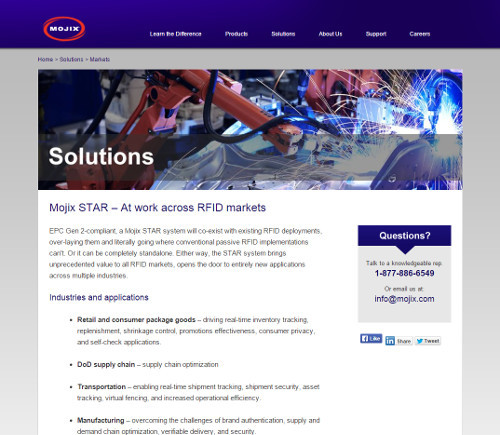 MOJIX
Learn the Difference Products Solutions About Us Support Careers
Home > Solutions > Markets
Solutions
Mojix STAR – At work across RFID markets
EPC Gen 2-compliant, a Mojix STAR system will co-exist with existing RFID deployments,
over-laying them and literally going where conventional passive RFID implementations
can't. Or it can be completely standalone. Either way, the STAR system brings
unprecedented value to all RFID markets, opens the door to entirely new applications
across multiple industries.
Industries and applications
• Retail and consumer package goods – driving real-time inventory tracking,
replenishment, shrinkage control, promotions effectiveness, consumer privacy,
and self-check applications.
• DoD supply chain – supply chain optimization
• Transportation – enabling real-time shipment tracking, shipment security, asset
tracking, virtual fencing, and increased operational efficiency.
• Manufacturing – overcoming the challenges of brand authentication, supply and
demand chain optimization, verifiable delivery, and security.
Questions?
Talk to a knowledgeable rep.
1-877-886-6549
Or email us at
info@mojix.com
Like Share Tweet